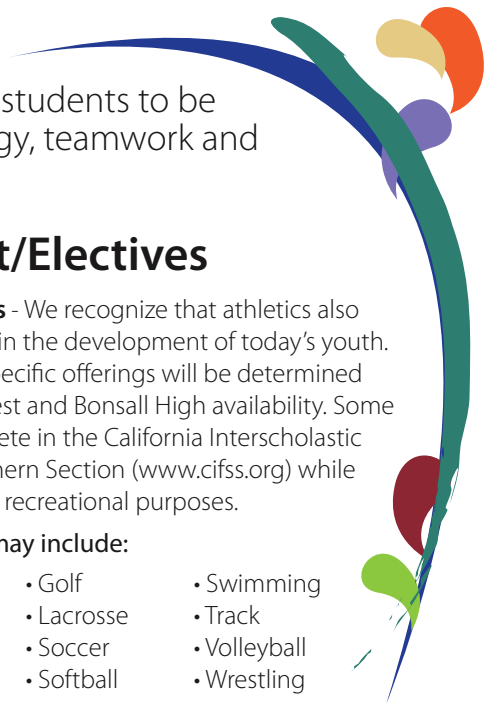 students to be
gy, teamwork and
t/Electives
s - We recognize that athletics also
in the development of today's youth.
pecific offerings will be determined
est and Bonsall High availability. Some
ete in the California Interscholastic
hern Section (www.cifss.org) while
recreational purposes.
may include:
• Golf • Swimming
• Lacrosse • Track
• Soccer • Volleyball
• Softball • Wrestling